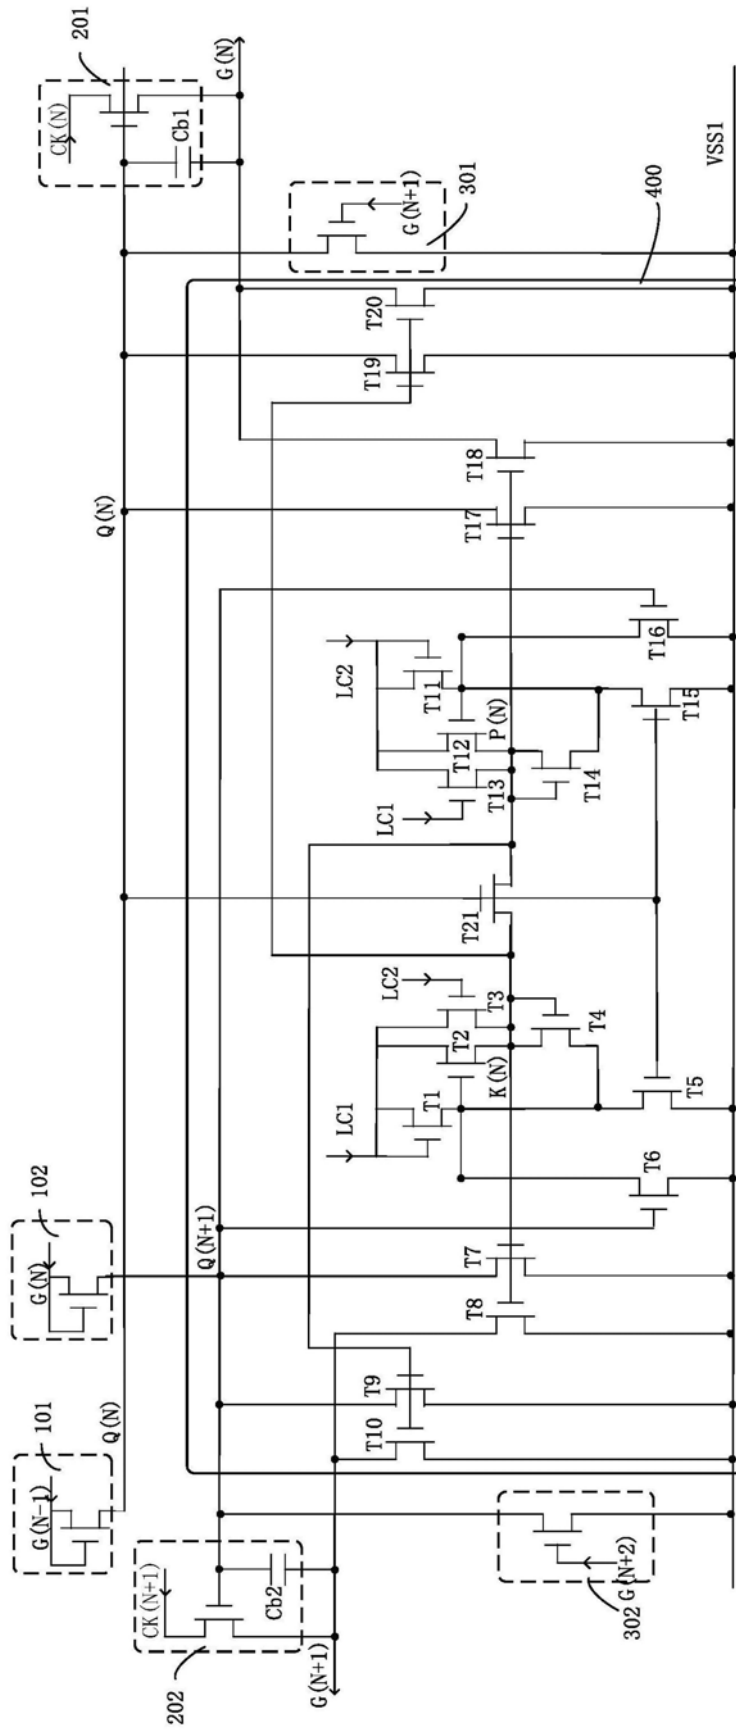 G(N-1)
101
G(N)
102
Q(N)
Q(N)
CK(N)
201
Cb1
G(N)
CK(N+1)
202
Cb2
G(N+1)
Q(N+1)
LC1
LC2
LC1
LC2
G(N+1)
301
T1
T2
T3
K(N)
T4
T5
T6
T7
T8
T9
T10
T21
T11
T12
T13
P(N)
T14
T15
T16
T17
T18
T19
T20
G(N+2)
302
400
VSS1